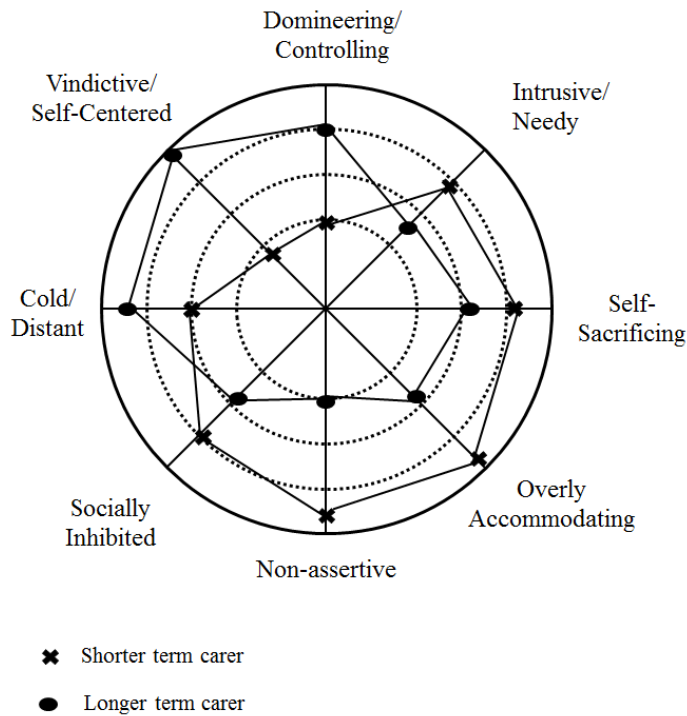 Domineering/
Controlling
Vindictive/
Self-Centered
Intrusive/
Needy
Cold/
Distant
Self-
Sacrificing
Socially
Inhibited
Overly
Accommodating
Non-assertive
Shorter term carer
Longer term carer